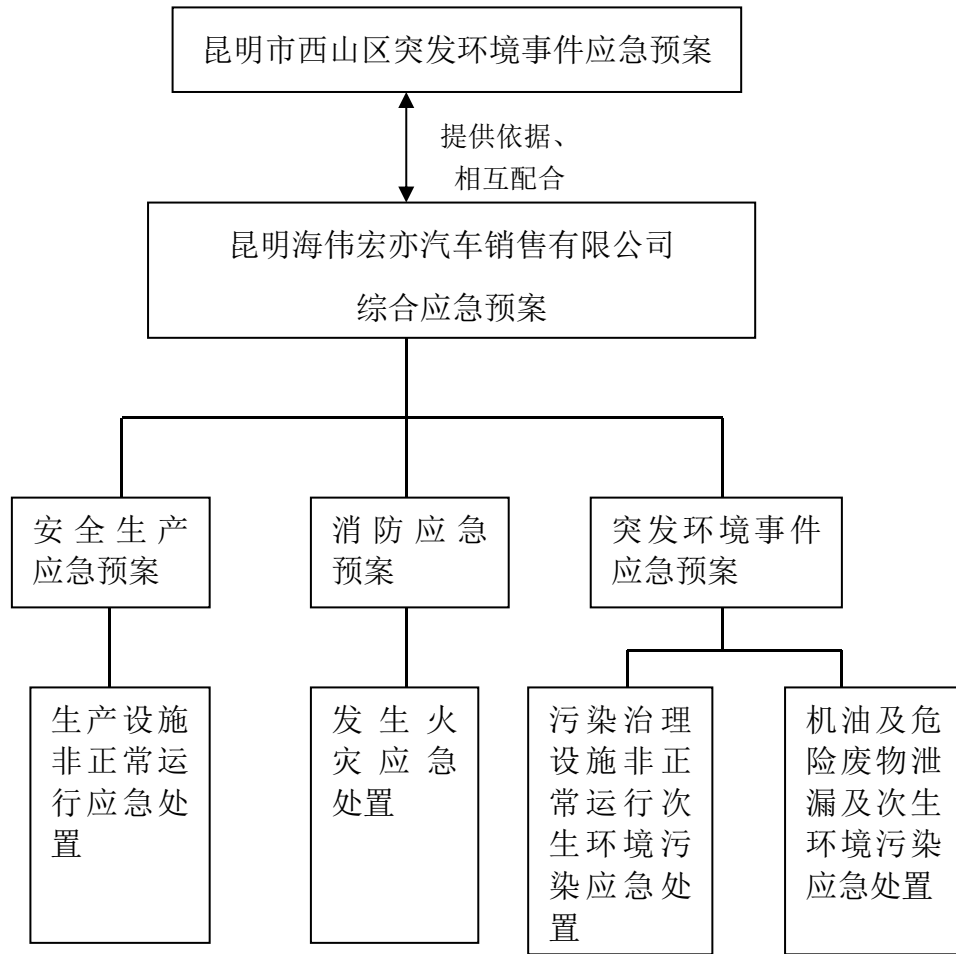 昆明市西山区突发环境事件应急预案
提供依据、
相互配合
昆明海伟宏亦汽车销售有限公司
综合应急预案
安全生产
应急预案
消防应急
预案
突发环境事件
应急预案
生产设施
非正常运
行应急处
置
发生火
灾应急
处置
污染治理
设施非正
常运行次
生环境污
染应急处
置
机油及危
险废物泄
漏及次生
环境污染
应急处置